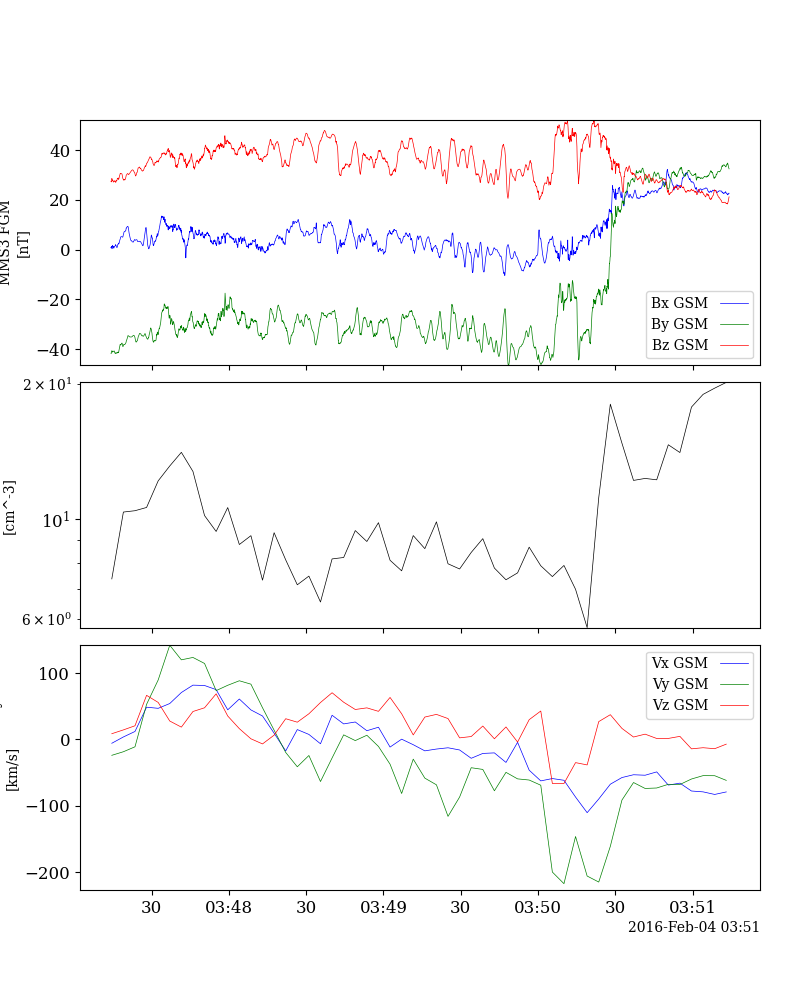 MMS3 FGM
[nT]
40
20
0
−20
−40
Bx GSM
By GSM
Bz GSM
[cm^-3]
2×10¹
10¹
6×10⁰
[km/s]
100
0
−100
−200
Vx GSM
Vy GSM
Vz GSM
30 03:48 30 03:49 30 03:50 30 03:51
2016-Feb-04 03:51